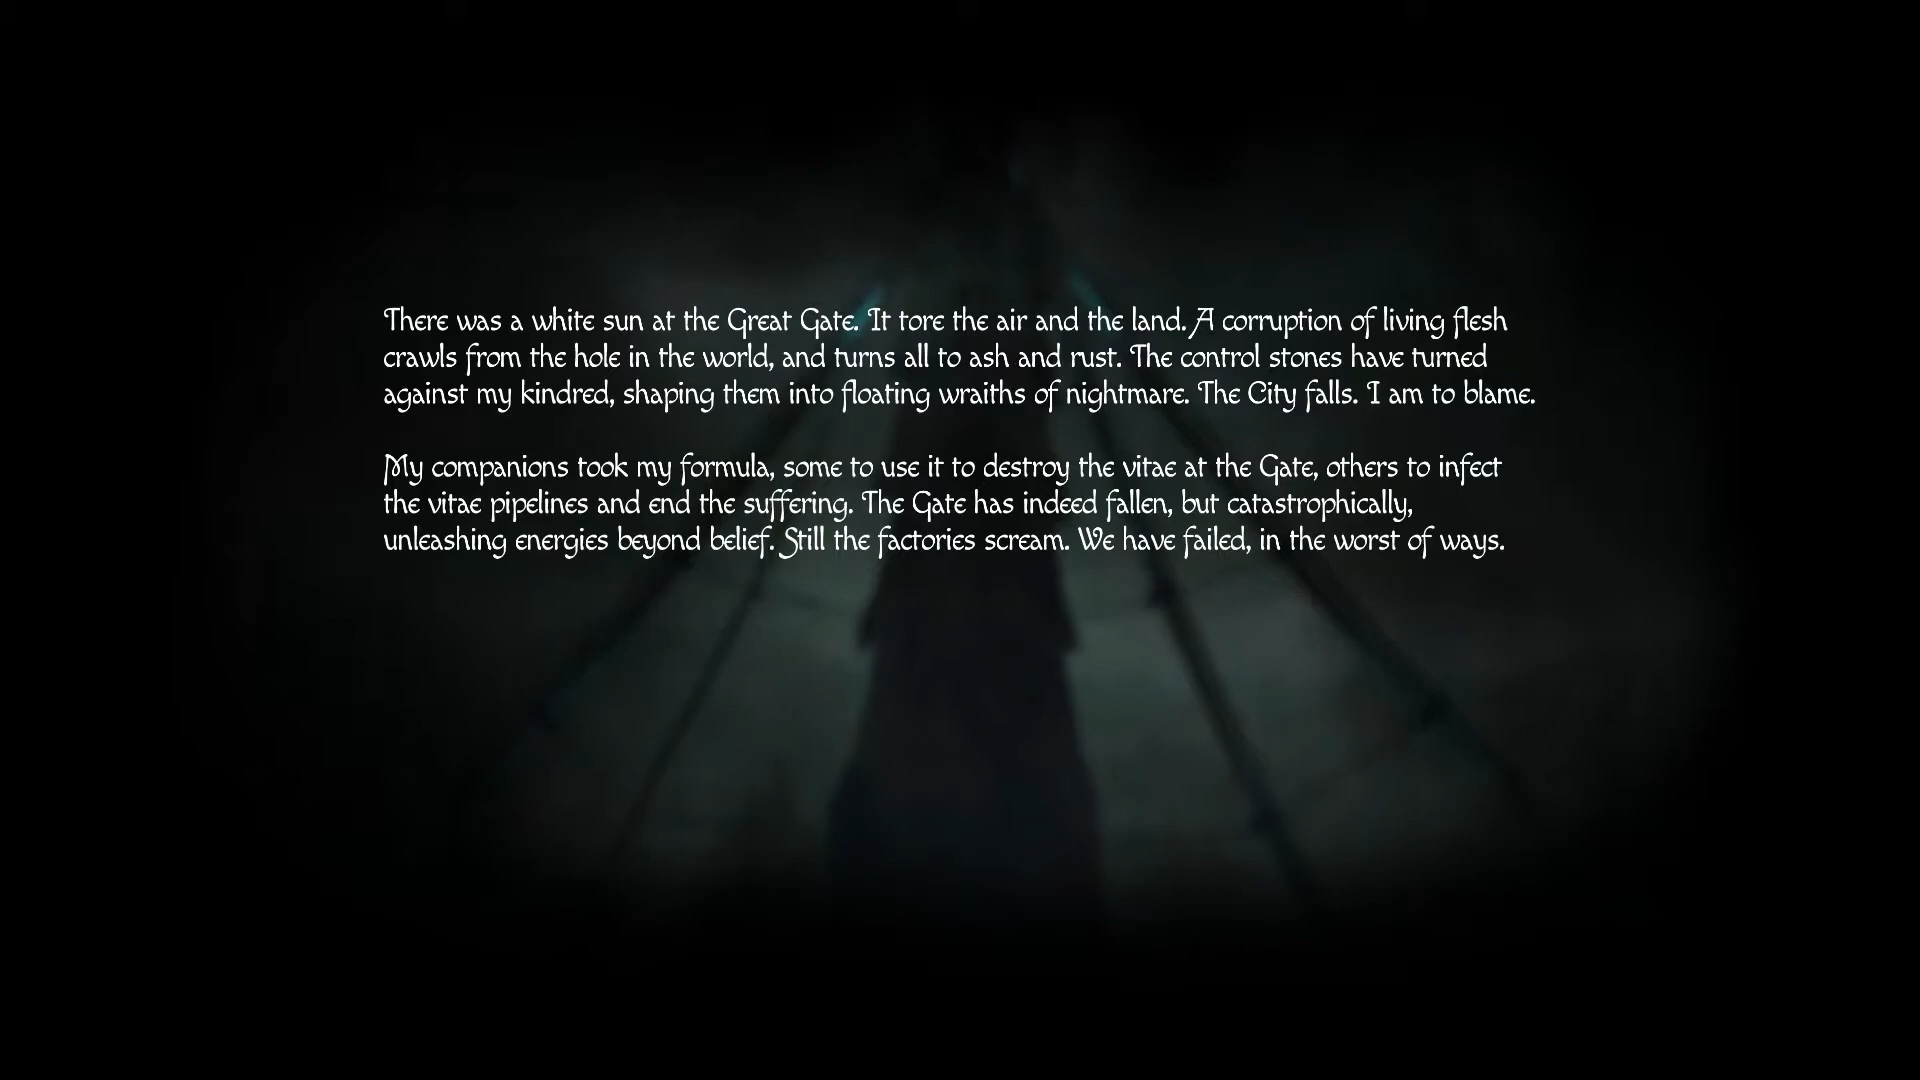 There was a white sun at the Great Gate. It tore the air and the land. A corruption of living flesh
crawls from the hole in the world, and turns all to ash and rust. The control stones have turned
against my kindred, shaping them into floating wraiths of nightmare. The City falls. I am to blame.
My companions took my formula, some to use it to destroy the vitae at the Gate, others to infect
the vitae pipelines and end the suffering. The Gate has indeed fallen, but catastrophically,
unleashing energies beyond belief. Still the factories scream. We have failed, in the worst of ways.